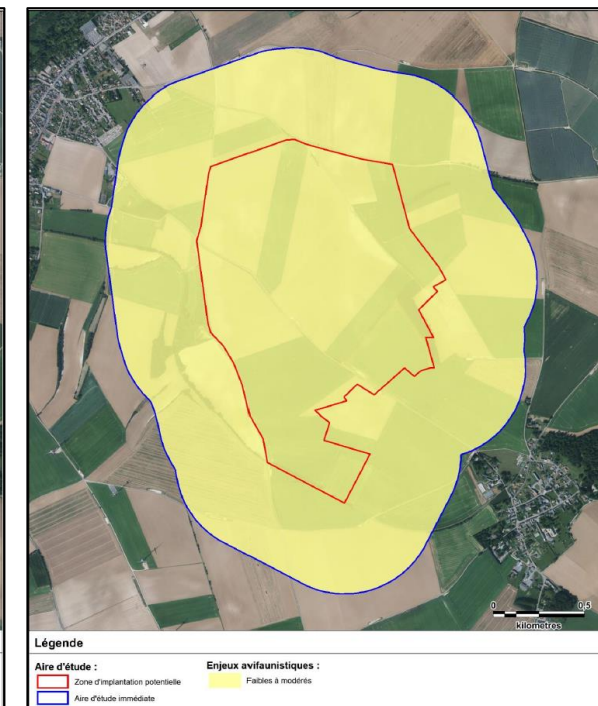 0 0,5
kilomètres
Légende
Aire d'étude :
Zone d'implantation potentielle
Aire d'étude immédiate
Enjeux avifaunistiques :
Faibles à modérés